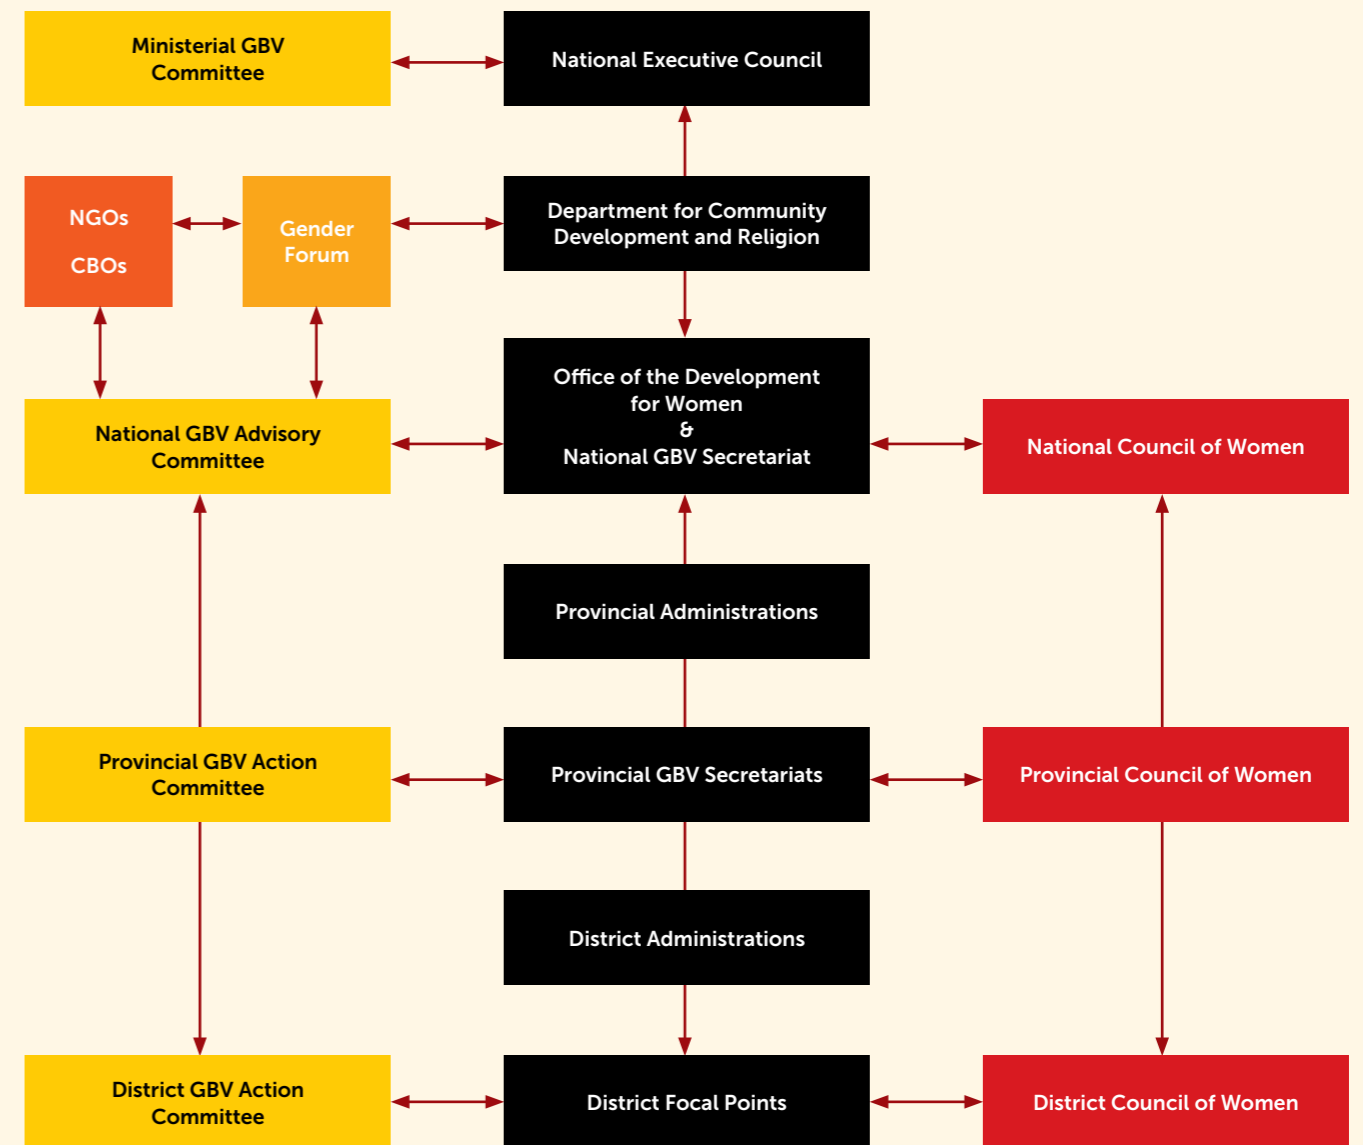 Ministerial GBV
Committee
National Executive Council
NGOs
CBOs
Gender
Forum
Department for Community
Development and Religion
Office of the Development
for Women
&
National GBV Secretariat
National GBV Advisory
Committee
National Council of Women
Provincial Administrations
Provincial GBV Action
Committee
Provincial GBV Secretariats
Provincial Council of Women
District Administrations
District GBV Action
Committee
District Focal Points
District Council of Women